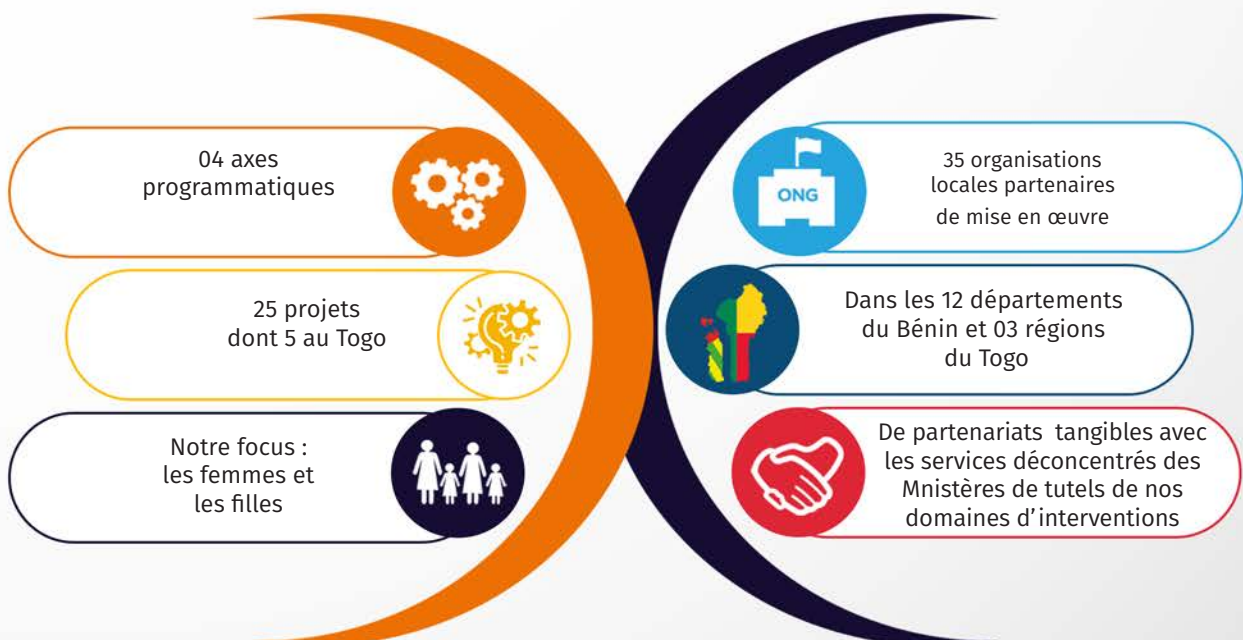 04 axes
programmatiques
25 projets
dont 5 au Togo
Notre focus :
les femmes et
les filles
35 organisations
locales partenaires
de mise en œuvre
ONG
Dans les 12 départements
du Bénin et 03 régions
du Togo
De partenariats tangibles avec
les services déconcentrés des
Mnistères de tutels de nos
domaines d'interventions